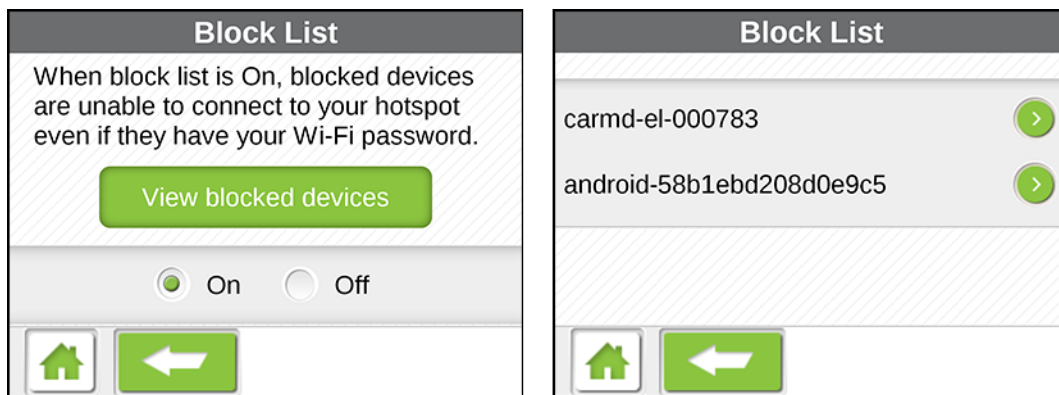 Block List
When block list is On, blocked devices
are unable to connect to your hotspot
even if they have your Wi-Fi password.
View blocked devices
On Off
Block List
carmd-el-000783
android-58b1ebd208d0e9c5